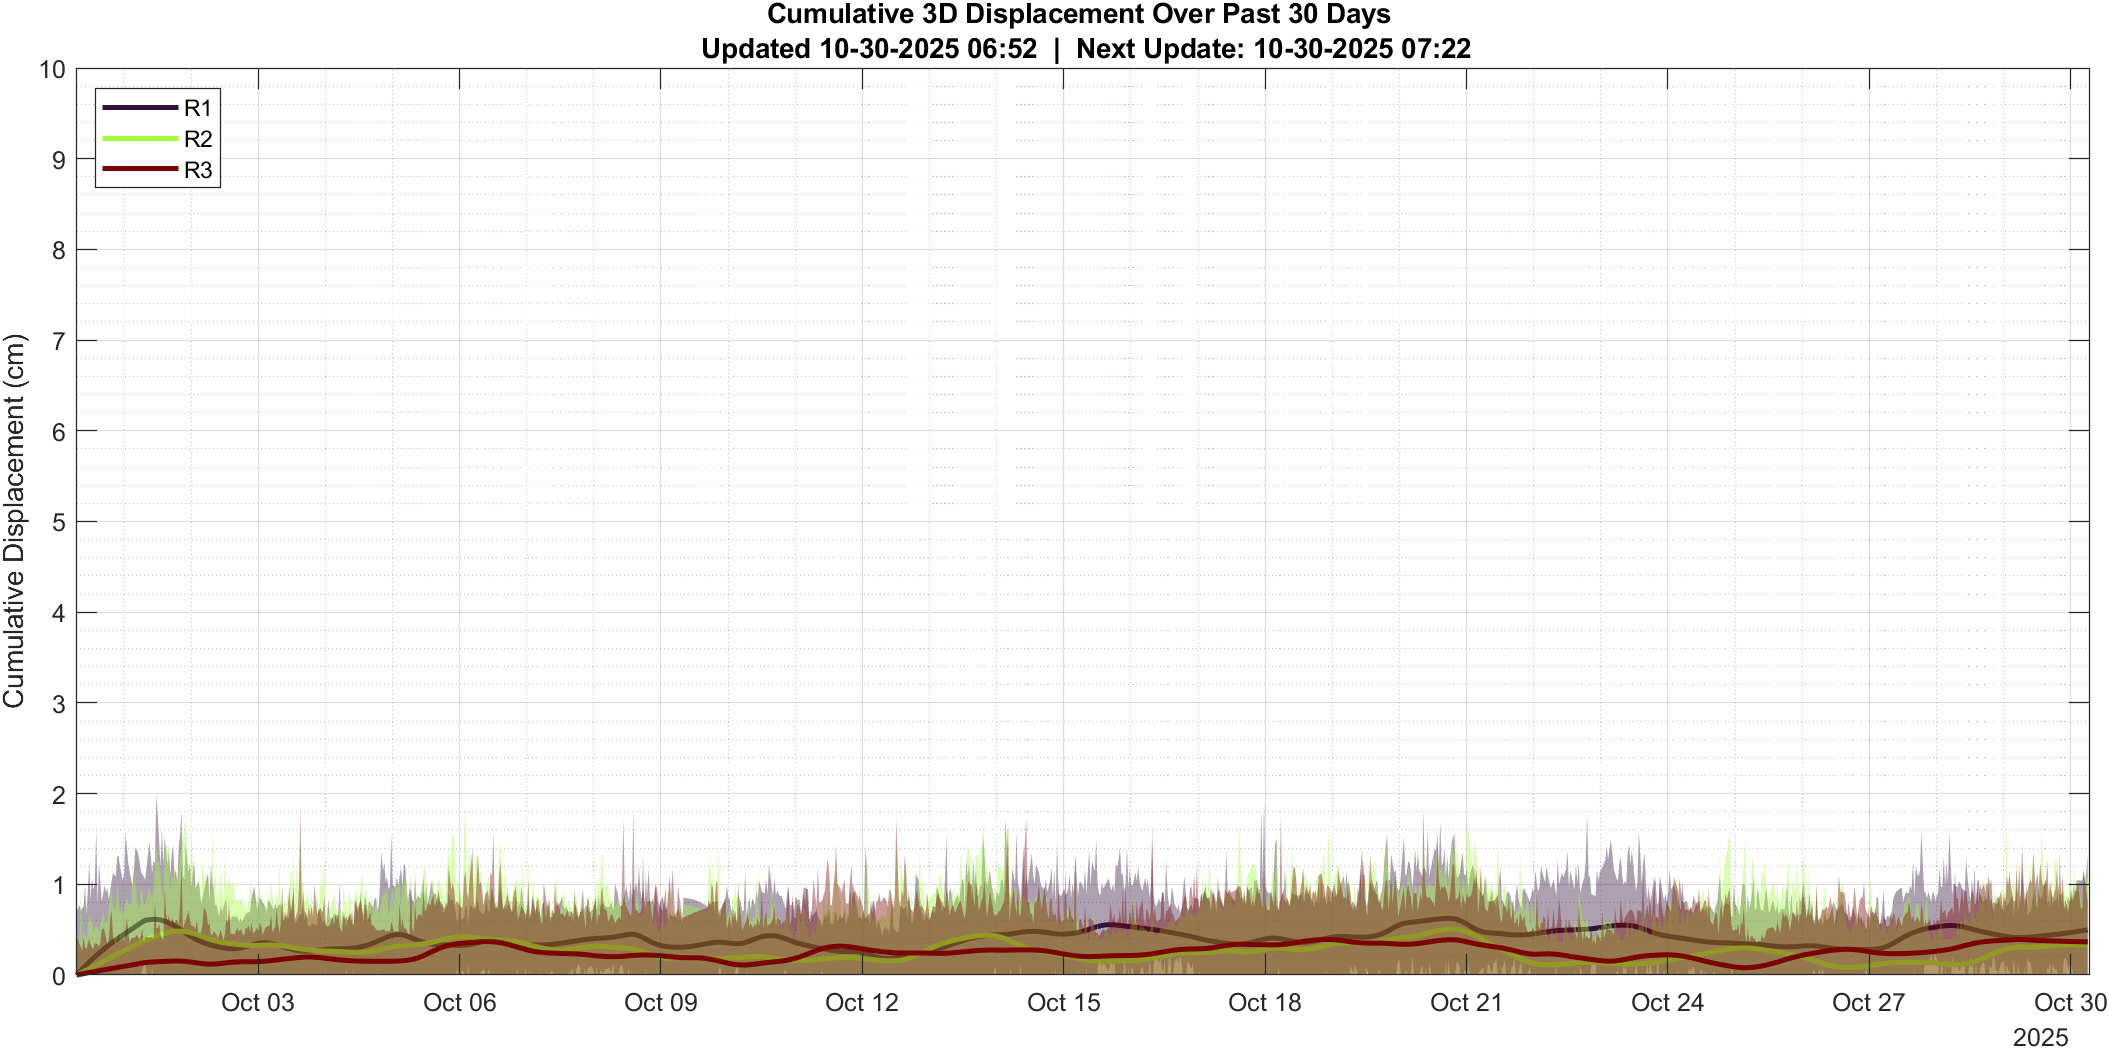 Cumulative 3D Displacement Over Past 30 Days
Updated 10-30-2025 06:52 | Next Update: 10-30-2025 07:22
R1
R2
R3
Cumulative Displacement (cm)
10
9
8
7
6
5
4
3
2
1
0
Oct 03
Oct 06
Oct 09
Oct 12
Oct 15
Oct 18
Oct 21
Oct 24
Oct 27
Oct 30
2025